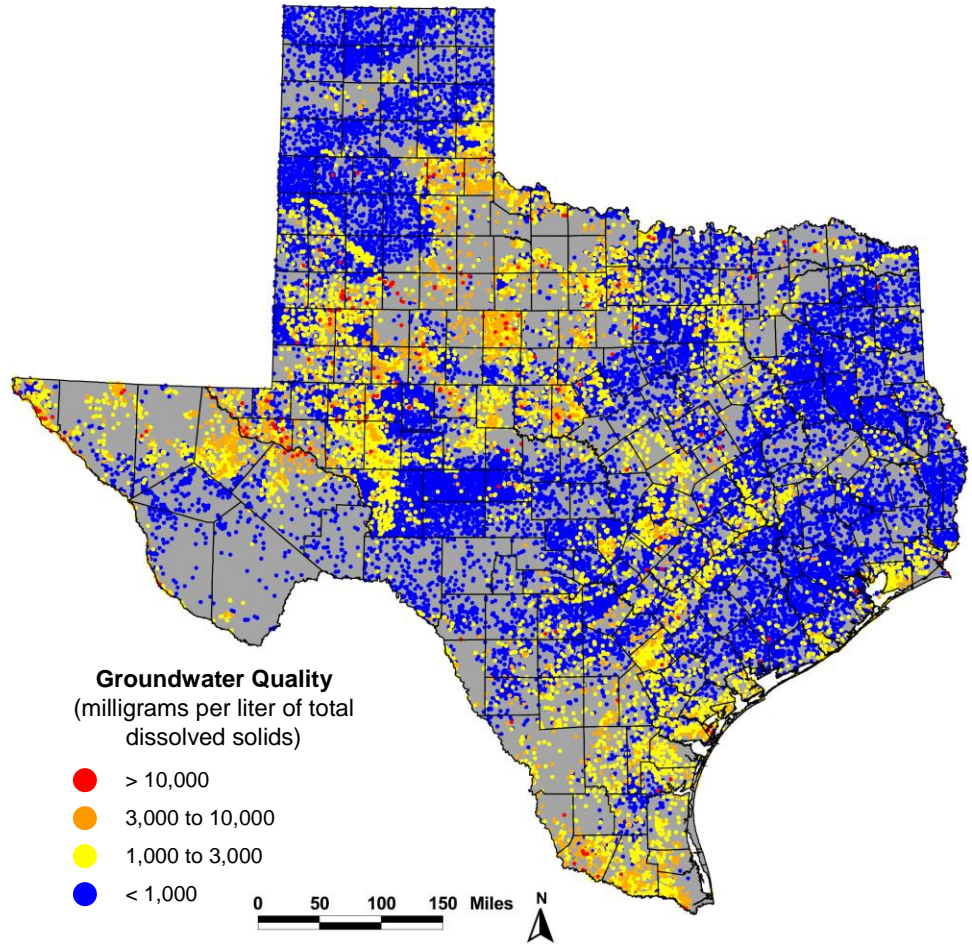 Groundwater Quality
(milligrams per liter of total
dissolved solids)
> 10,000
3,000 to 10,000
1,000 to 3,000
< 1,000
0 50 100 150 Miles
N